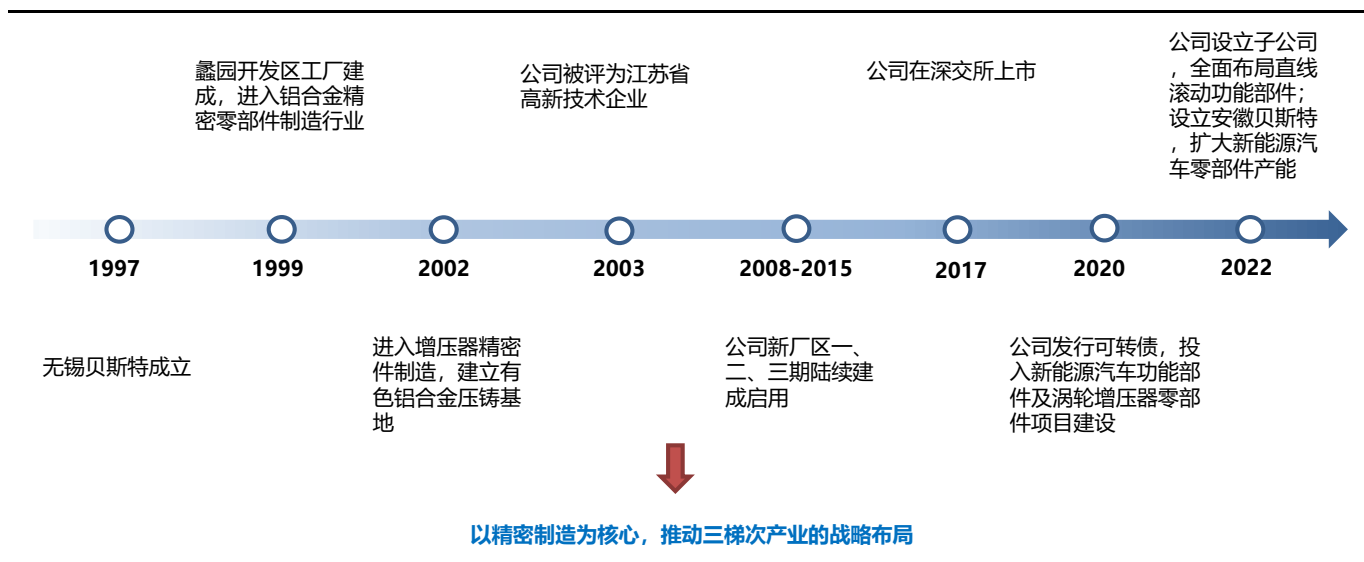 蠡园开发区工厂建
成，进入铝合金精
密零部件制造行业
公司被评为江苏省
高新技术企业
公司在深交所上市
公司设立子公司
，全面布局直线
滚动功能部件；
设立安徽贝斯特
，扩大新能源汽
车零部件产能
1997
1999
2002
2003
2008-2015
2017
2020
2022
无锡贝斯特成立
进入增压器精密
件制造，建立有
色铝合金压铸基
地
公司新厂区一、
二、三期陆续建
成启用
公司发行可转债，投
入新能源汽车功能部
件及涡轮增压器零部
件项目建设
以精密制造为核心，推动三梯次产业的战略布局